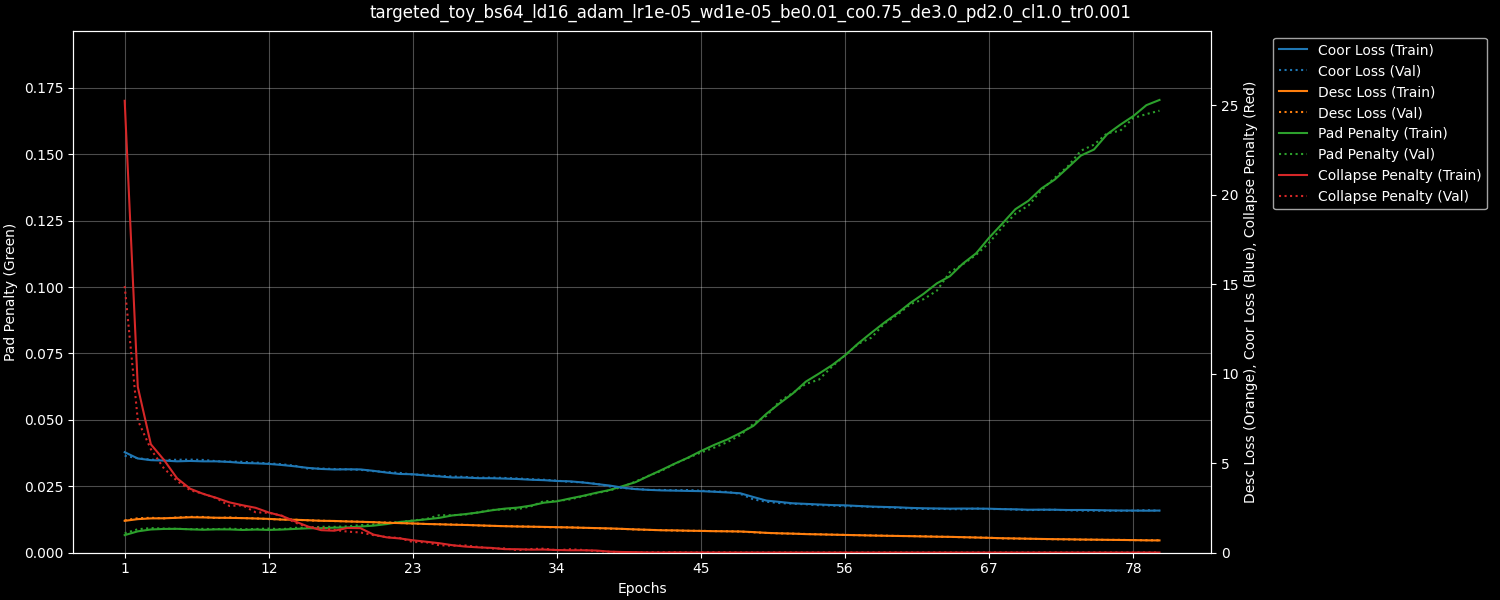 targeted_toy_bs64_ld16_adam_lr1e-05_wd1e-05_be0.01_co0.75_de3.0_pd2.0_cl1.0_tr0.001
Pad Penalty (Green)
0.175
0.150
0.125
0.100
0.075
0.050
0.025
0.000
1
12
23
34
45
56
67
78
Epochs
25
20
15
10
5
0
Desc Loss (Orange), Coor Loss (Blue), Collapse Penalty (Red)
Coor Loss (Train)
Coor Loss (Val)
Desc Loss (Train)
Desc Loss (Val)
Pad Penalty (Train)
Pad Penalty (Val)
Collapse Penalty (Train)
Collapse Penalty (Val)